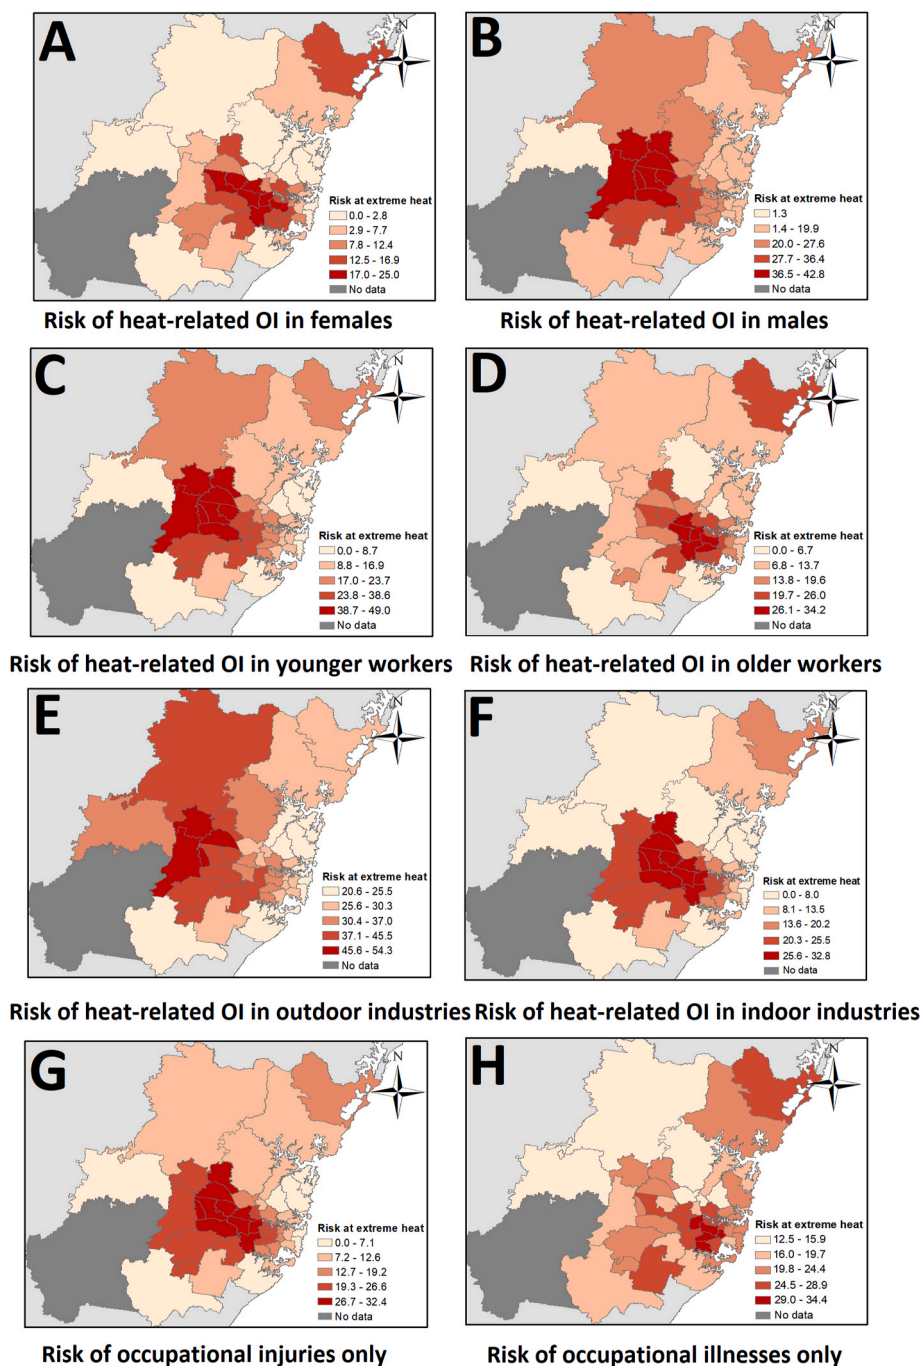 A
N
Risk at extreme heat
0.0 - 2.8
2.9 - 7.7
7.8 - 12.4
12.5 - 16.9
17.0 - 25.0
No data
Risk of heat-related OI in females
B
N
Risk at extreme heat
1.3
1.4 - 19.9
20.0 - 27.6
27.7 - 36.4
36.5 - 42.8
No data
Risk of heat-related OI in males
C
N
Risk at extreme heat
0.0 - 8.7
8.8 - 16.9
17.0 - 23.7
23.8 - 38.6
38.7 - 49.0
No data
Risk of heat-related OI in younger workers
D
N
Risk at extreme heat
0.0 - 6.7
6.8 - 13.7
13.8 - 19.6
19.7 - 26.0
26.1 - 34.2
No data
Risk of heat-related OI in older workers
E
N
Risk at extreme heat
20.6 - 25.5
25.6 - 30.3
30.4 - 37.0
37.1 - 45.5
45.6 - 54.3
No data
Risk of heat-related OI in outdoor industries
F
N
Risk at extreme heat
0.0 - 8.0
8.1 - 13.5
13.6 - 20.2
20.3 - 25.5
25.6 - 32.8
No data
Risk of heat-related OI in indoor industries
G
N
Risk at extreme heat
0.0 - 7.1
7.2 - 12.6
12.7 - 19.2
19.3 - 26.6
26.7 - 32.4
No data
Risk of occupational injuries only
H
N
Risk at extreme heat
12.5 - 15.9
16.0 - 19.7
19.8 - 24.4
24.5 - 28.9
29.0 - 34.4
No data
Risk of occupational illnesses only